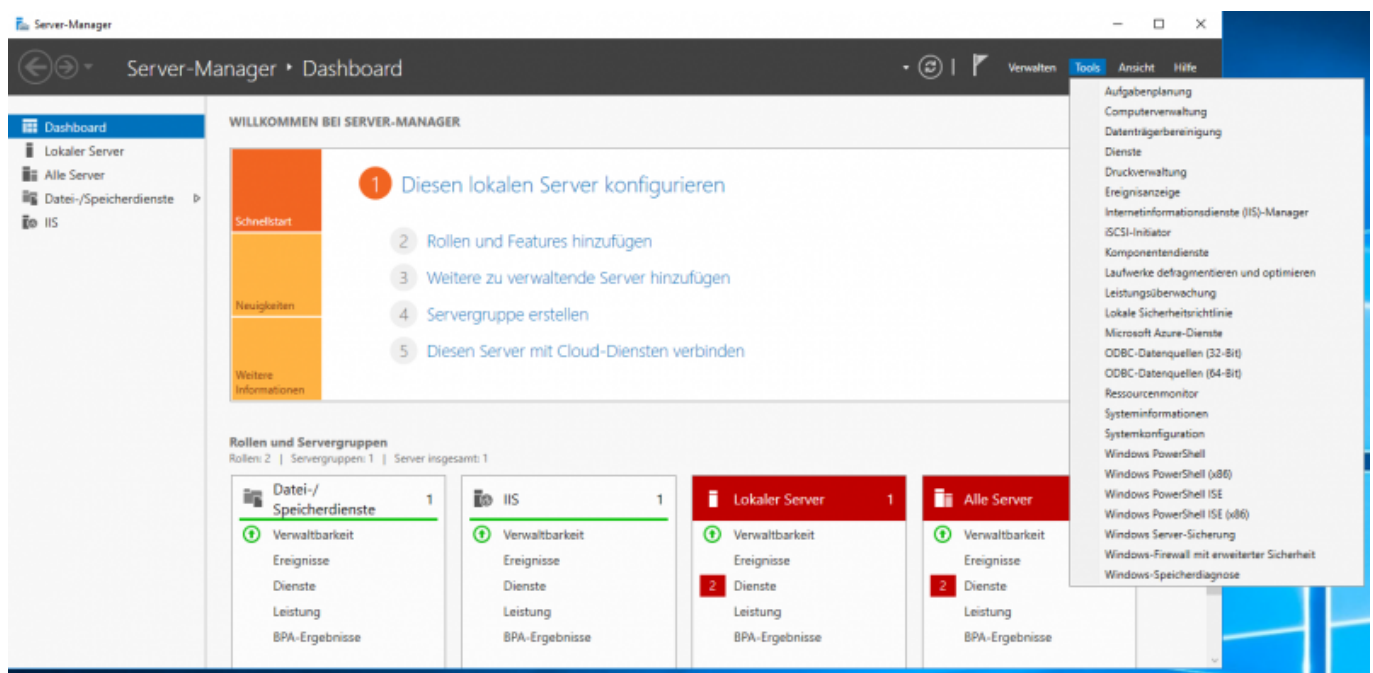 Server-Manager
Server-Manager ‣ Dashboard
Verwalten Tools Ansicht Hilfe
Dashboard
Lokaler Server
Alle Server
Datei-/Speicherdienste
IIS
WILLKOMMEN BEI SERVER-MANAGER
Schnellstart
Neuigkeiten
Weitere
Informationen
1 Diesen lokalen Server konfigurieren
2 Rollen und Features hinzufügen
3 Weitere zu verwaltende Server hinzufügen
4 Servergruppe erstellen
5 Diesen Server mit Cloud-Diensten verbinden
Rollen und Servergruppen
Rollen: 2 | Servergruppen: 1 | Server insgesamt: 1
Datei-/
Speicherdienste 1
Verwaltbarkeit
Ereignisse
Dienste
Leistung
BPA-Ergebnisse
IIS 1
Verwaltbarkeit
Ereignisse
Dienste
Leistung
BPA-Ergebnisse
Lokaler Server 1
Verwaltbarkeit
Ereignisse
2 Dienste
Leistung
BPA-Ergebnisse
Alle Server
Verwaltbarkeit
Ereignisse
2 Dienste
Leistung
BPA-Ergebnisse
Aufgabenplanung
Computerverwaltung
Datenträgerbereinigung
Dienste
Druckverwaltung
Ereignisanzeige
Internetinformationsdienste (IIS)-Manager
iSCSI-Initiator
Komponentendienste
Laufwerke defragmentieren und optimieren
Leistungsüberwachung
Lokale Sicherheitsrichtlinie
Microsoft Azure-Dienste
ODBC-Datenquellen (32-Bit)
ODBC-Datenquellen (64-Bit)
Ressourcenmonitor
Systeminformationen
Systemkonfiguration
Windows PowerShell
Windows PowerShell (x86)
Windows PowerShell ISE
Windows PowerShell ISE (x86)
Windows Server-Sicherung
Windows-Firewall mit erweiterter Sicherheit
Windows-Speicherdiagnose